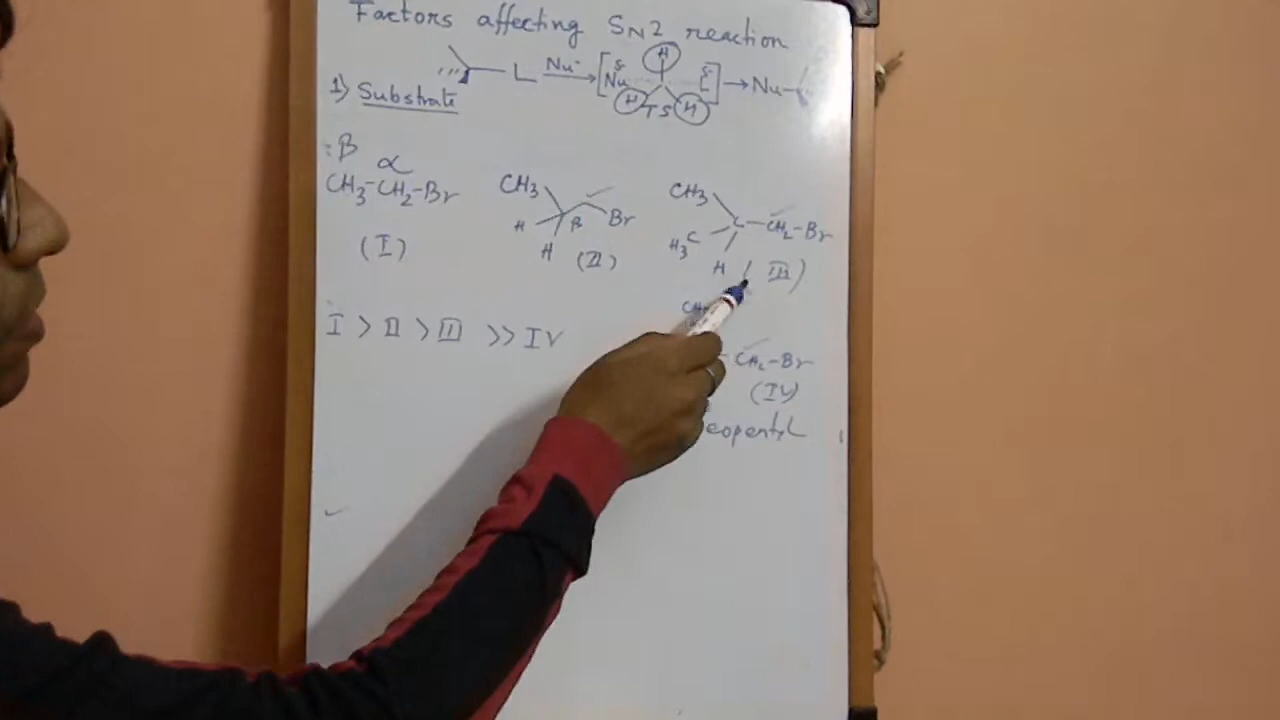 Factors affecting SN2 reaction
L Nu⁻ → [Nu δ⁻ H H H L δ⁻] TS → Nu
1) Substrate
β α
CH3-CH2-Br
(I)
CH3
H β Br
H (II)
CH3
H3C C-CH2-Br
H (III)
I > II > III >> IV
CH3
CH2-Br
(IV)
eopentyl